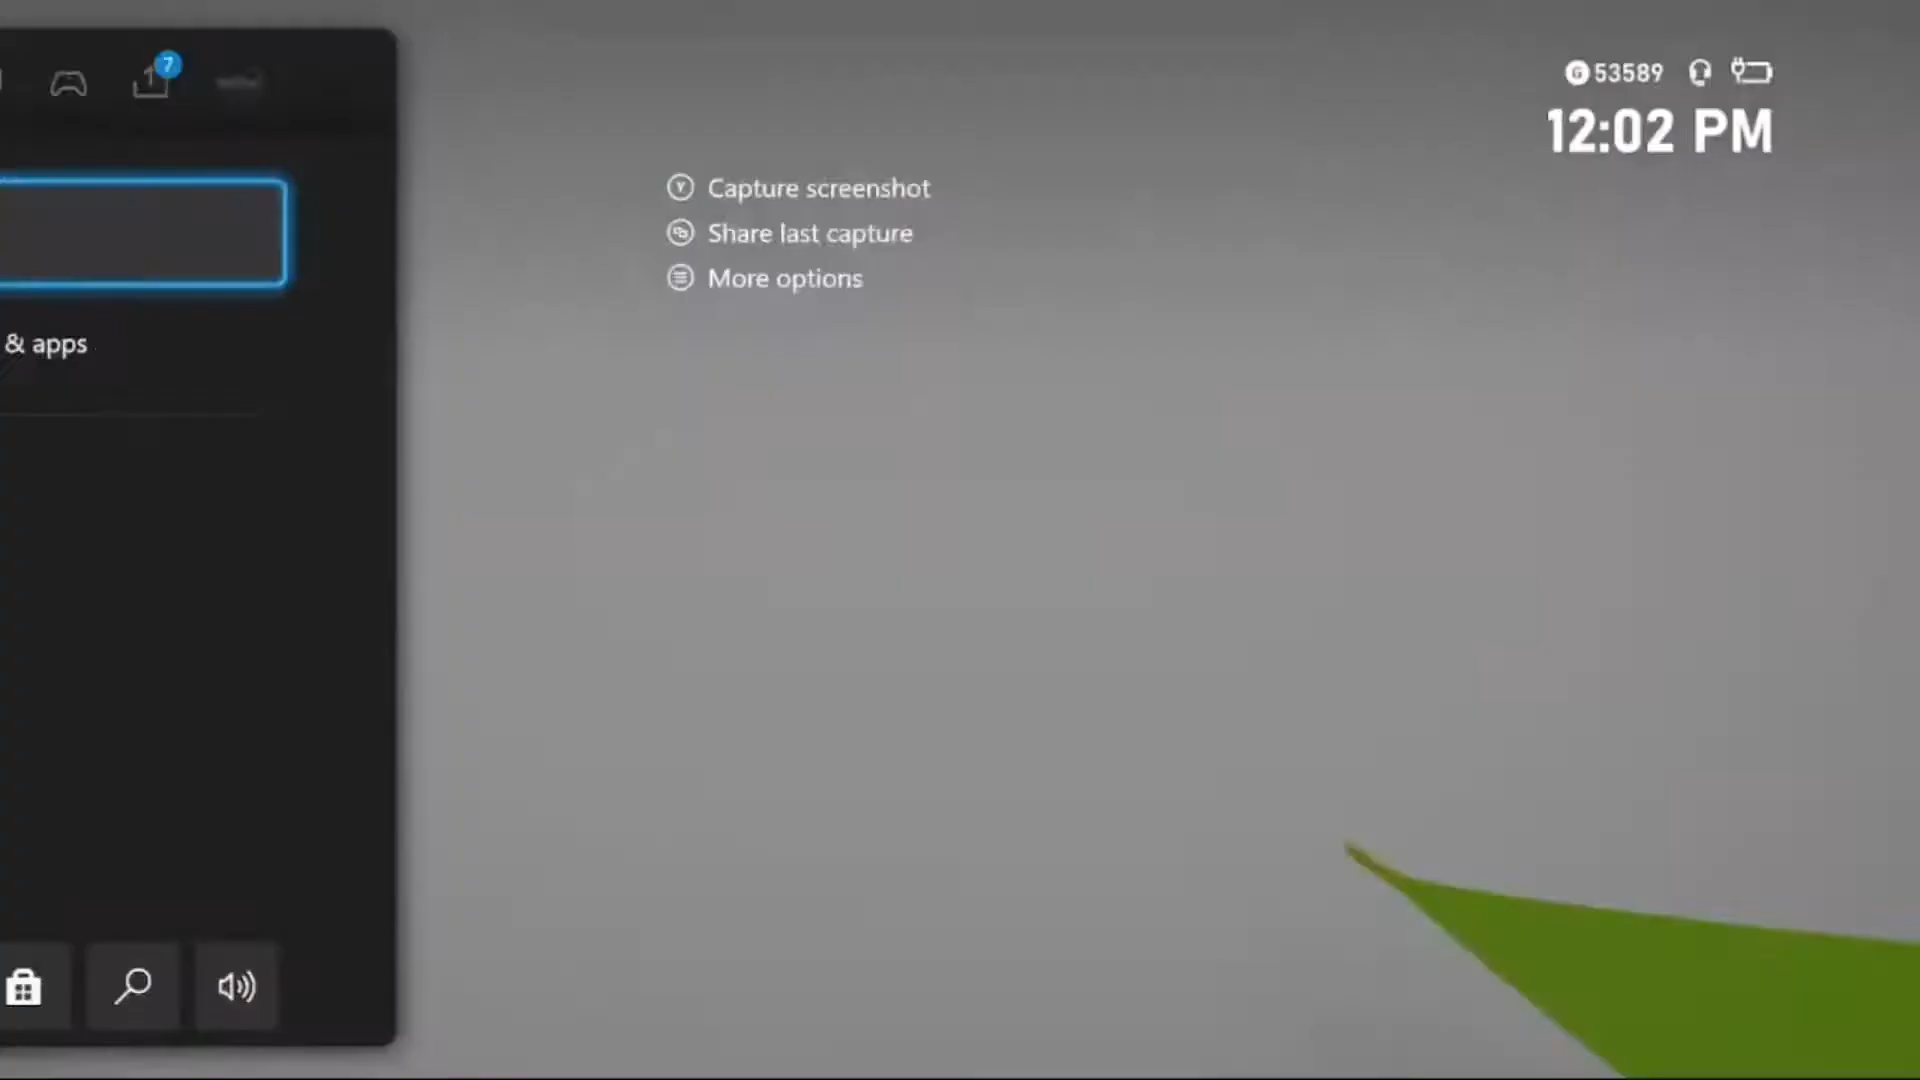 7
53589
12:02 PM
Capture screenshot
Share last capture
More options
& apps